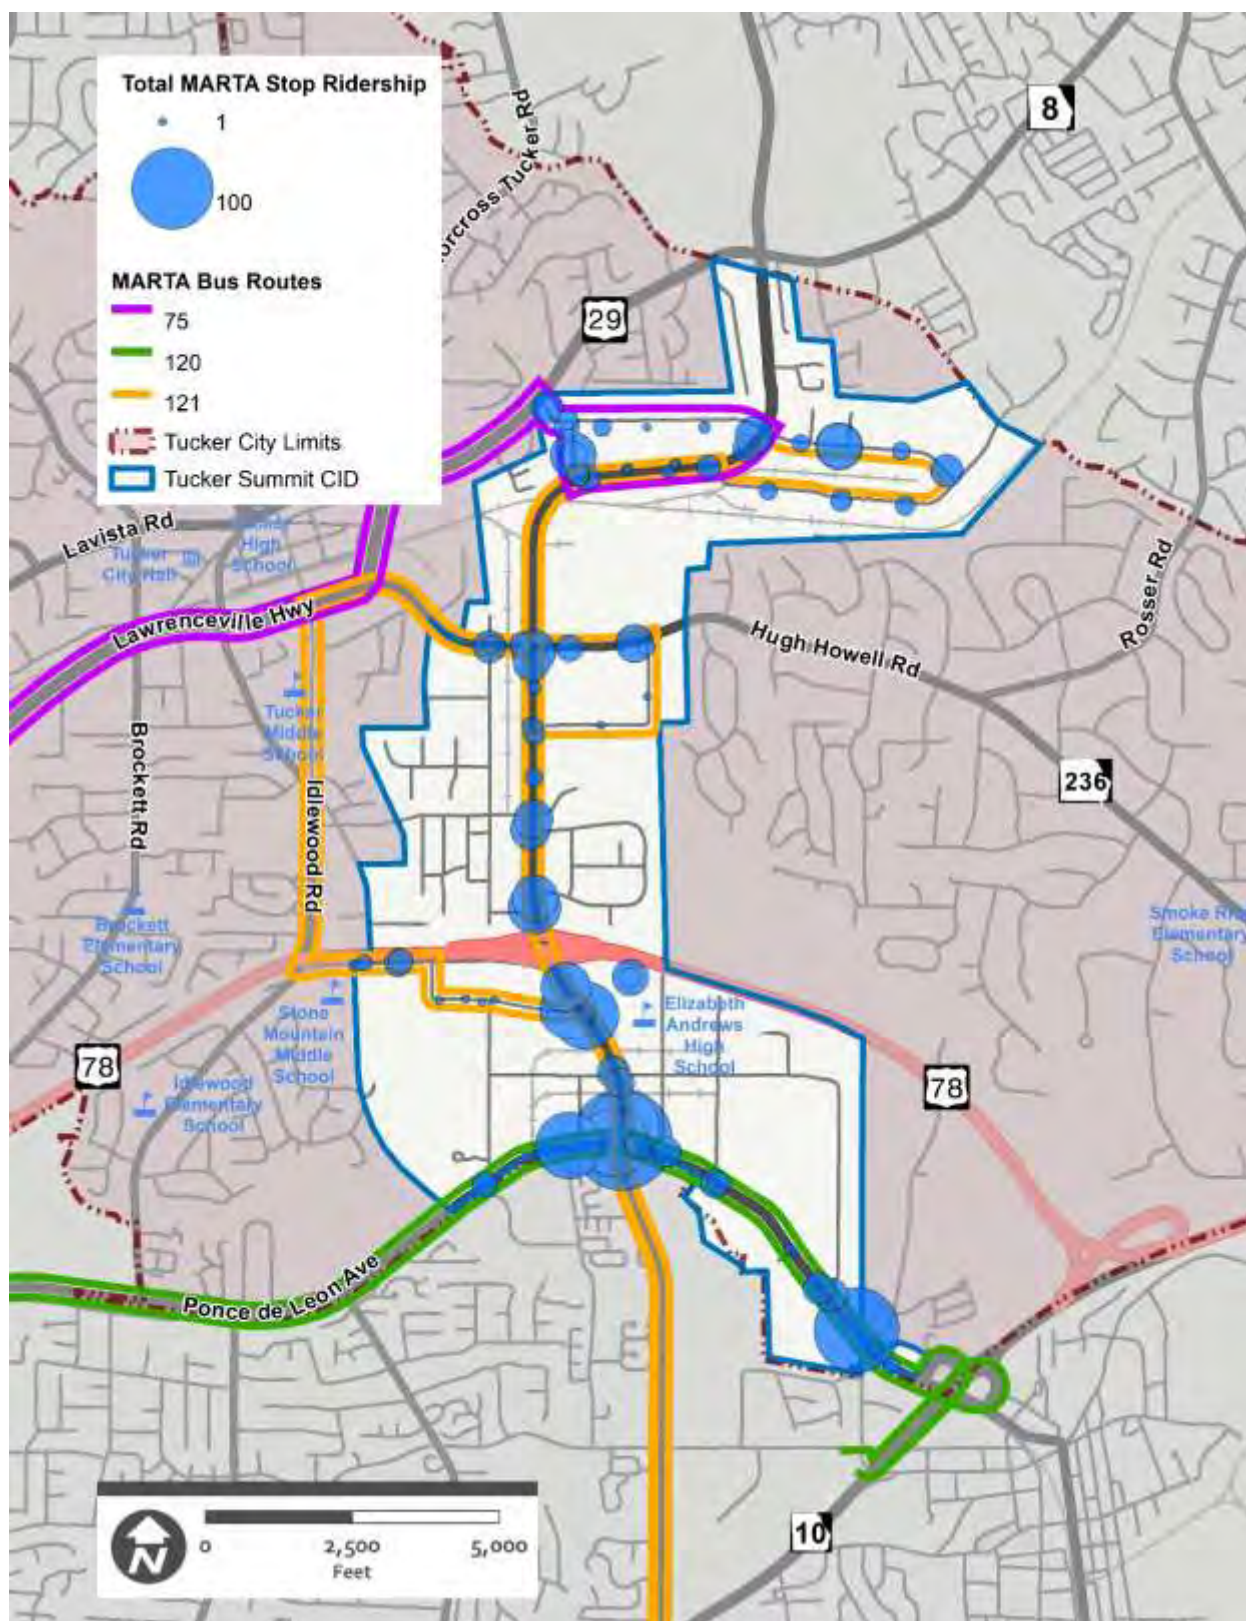 Total MARTA Stop Ridership
1
100
MARTA Bus Routes
75
120
121
Tucker City Limits
Tucker Summit CID
orcross Tucker Rd
8
29
Lavista Rd
Tucker
City Hall
High
School
Lawrenceville Hwy
Hugh Howell Rd
Rosser Rd
Tucker
Middle
School
Brockett Rd
Idlewood Rd
236
Brockett
Elementary
School
Smoke
Elementary
School
Stone
Mountain
Middle
School
Elizabeth
Andrews
High
School
78
78
Idlewood
Elementary
School
Ponce de Leon Ave
10
N
0
2,500
5,000
Feet